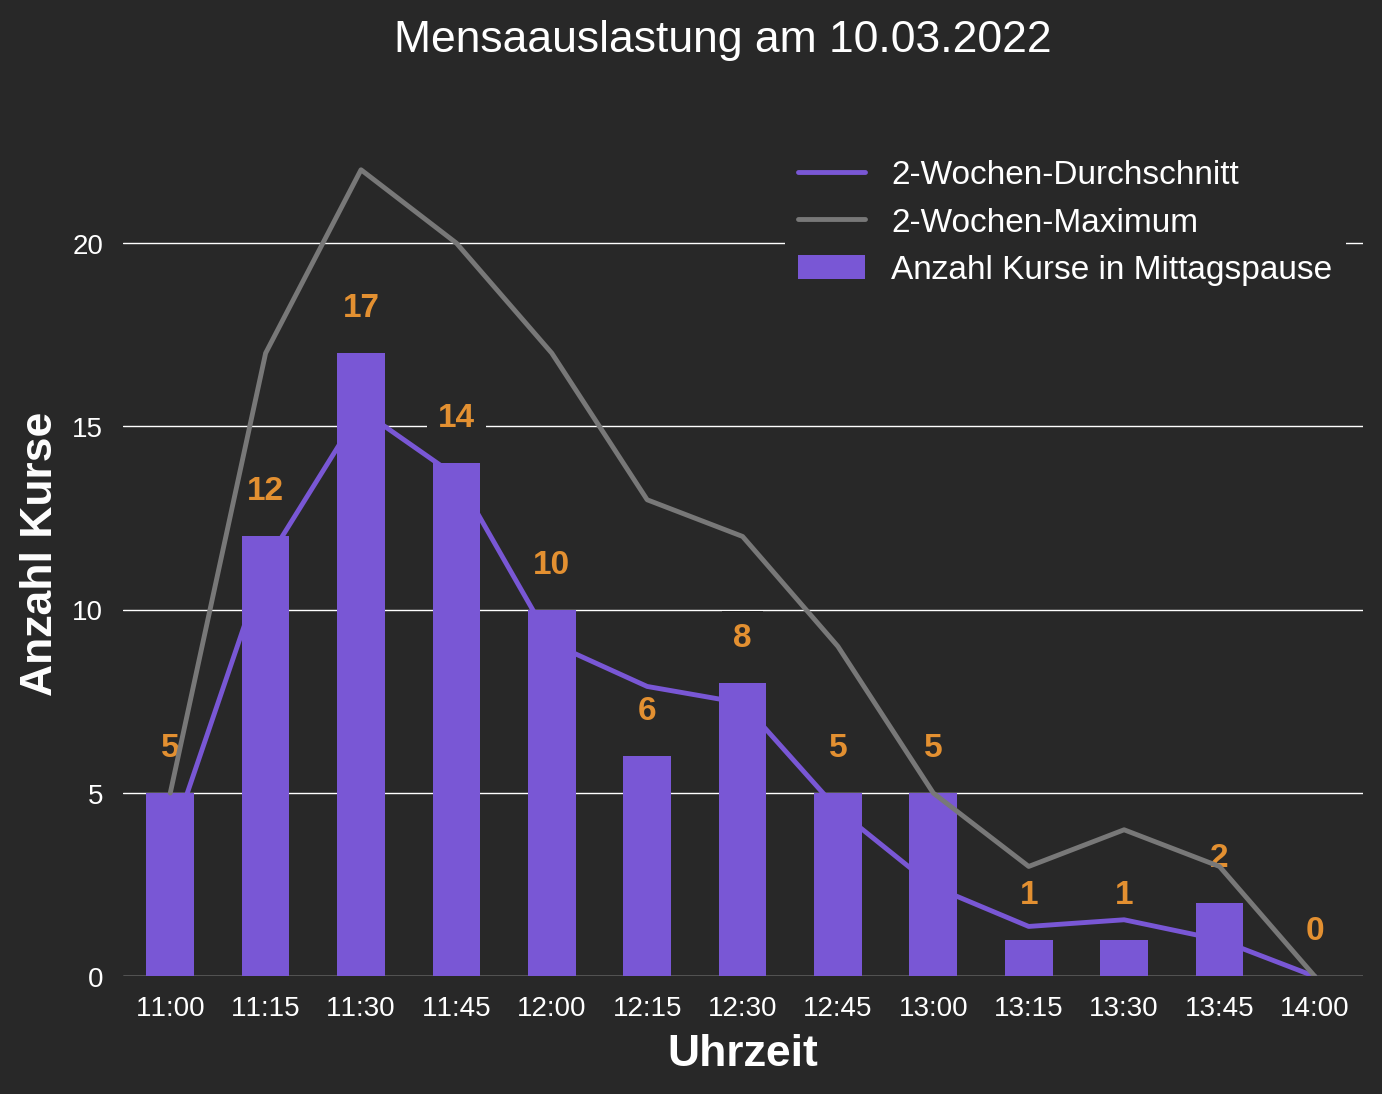 Mensaauslastung am 10.03.2022
2-Wochen-Durchschnitt
2-Wochen-Maximum
Anzahl Kurse in Mittagspause
Anzahl Kurse
20
15
10
5
0
5
12
17
14
10
6
8
5
5
1
1
2
0
11:00 11:15 11:30 11:45 12:00 12:15 12:30 12:45 13:00 13:15 13:30 13:45 14:00
Uhrzeit